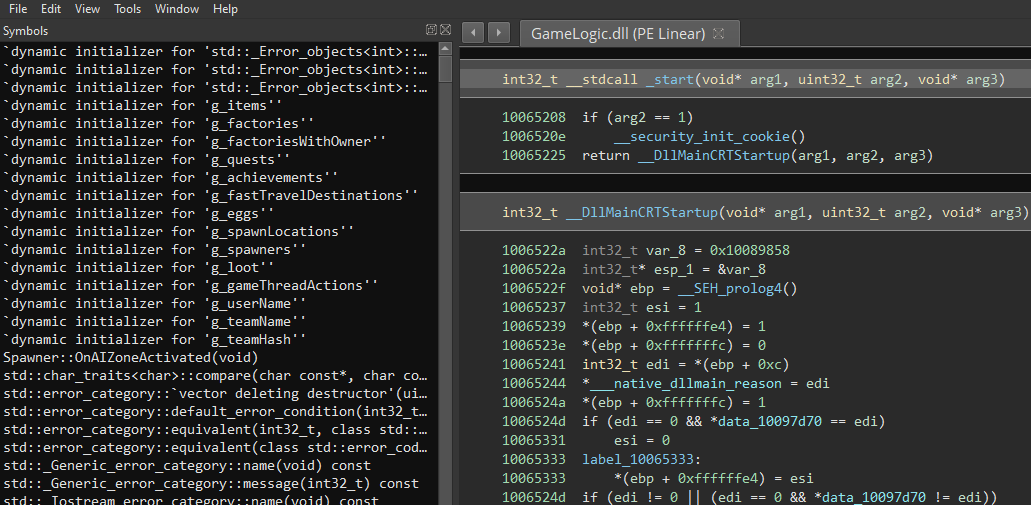 File Edit View Tools Window Help
Symbols
`dynamic initializer for 'std::_Error_objects<int>::…
`dynamic initializer for 'std::_Error_objects<int>::…
`dynamic initializer for 'std::_Error_objects<int>::…
`dynamic initializer for 'g_items''
`dynamic initializer for 'g_factories''
`dynamic initializer for 'g_factoriesWithOwner''
`dynamic initializer for 'g_quests''
`dynamic initializer for 'g_achievements''
`dynamic initializer for 'g_fastTravelDestinations''
`dynamic initializer for 'g_eggs''
`dynamic initializer for 'g_spawnLocations''
`dynamic initializer for 'g_spawners''
`dynamic initializer for 'g_loot''
`dynamic initializer for 'g_gameThreadActions''
`dynamic initializer for 'g_userName''
`dynamic initializer for 'g_teamName''
`dynamic initializer for 'g_teamHash''
Spawner::OnAIZoneActivated(void)
std::char_traits<char>::compare(char const*, char co…
std::error_category::`vector deleting destructor'(ui…
std::error_category::default_error_condition(int32_t…
std::error_category::equivalent(int32_t, class std::…
std::error_category::equivalent(class std::error_cod…
std::_Generic_error_category::name(void) const
std::_Generic_error_category::message(int32_t) const
std::_Iostream_error_category::name(void) const
GameLogic.dll (PE Linear)
int32_t __stdcall _start(void* arg1, uint32_t arg2, void* arg3)
10065208 if (arg2 == 1)
1006520e __security_init_cookie()
10065225 return __DllMainCRTStartup(arg1, arg2, arg3)
int32_t __DllMainCRTStartup(void* arg1, uint32_t arg2, void* arg3)
1006522a int32_t var_8 = 0x10089858
1006522a int32_t* esp_1 = &var_8
1006522f void* ebp = __SEH_prolog4()
10065237 int32_t esi = 1
10065239 *(ebp + 0xffffffe4) = 1
1006523e *(ebp + 0xfffffffc) = 0
10065241 int32_t edi = *(ebp + 0xc)
10065244 *___native_dllmain_reason = edi
1006524a *(ebp + 0xfffffffc) = 1
1006524d if (edi == 0 && *data_10097d70 == edi)
10065331 esi = 0
10065333 label_10065333:
10065333 *(ebp + 0xffffffe4) = esi
1006524d if (edi != 0 || (edi == 0 && *data_10097d70 != edi))